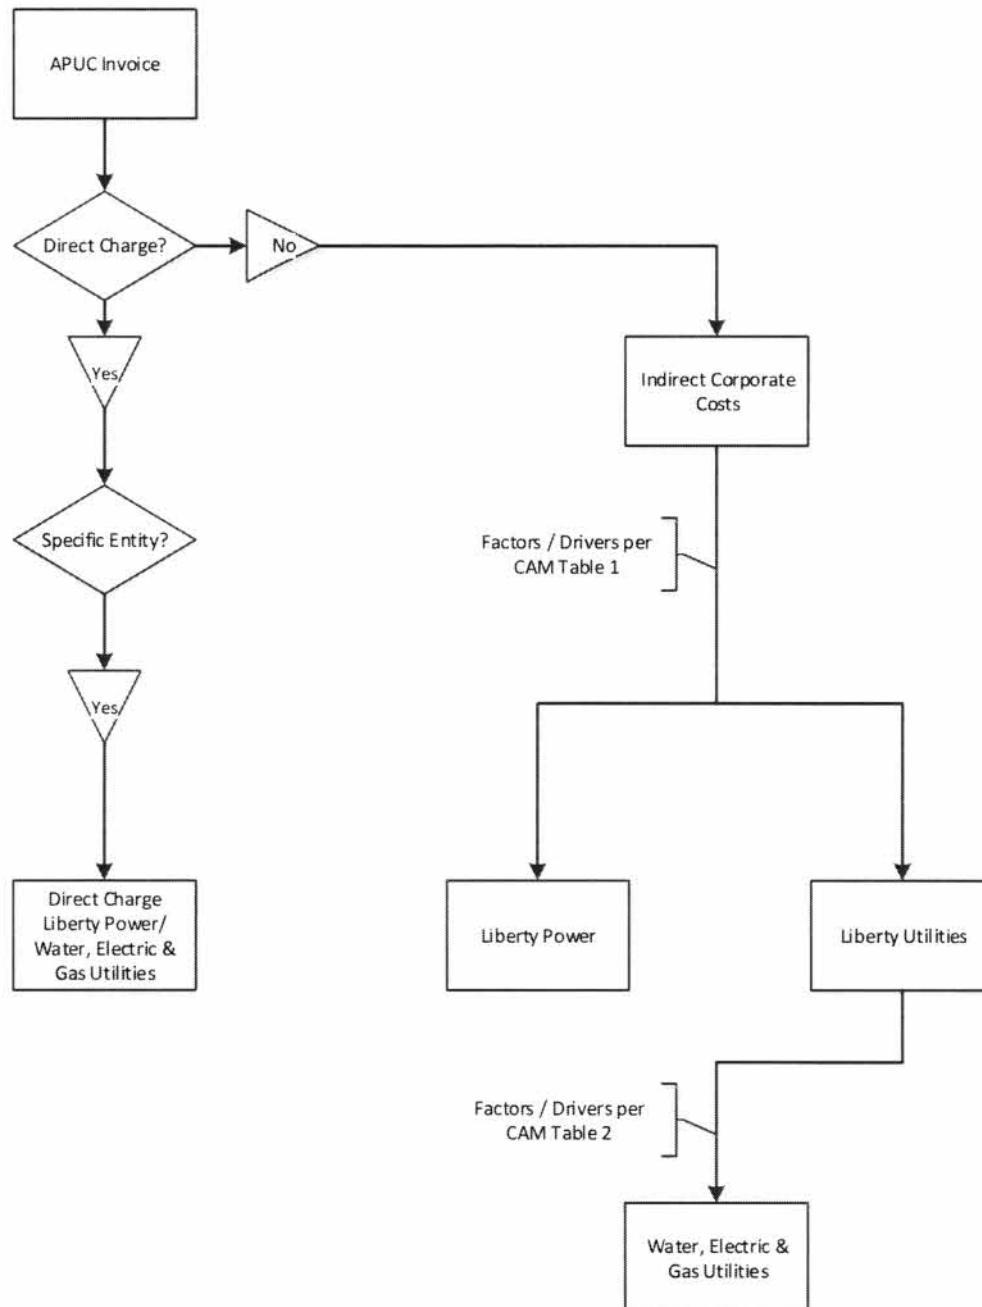 APUC Invoice
Direct Charge?
No
Yes
Indirect Corporate
Costs
Specific Entity?
Factors / Drivers per
CAM Table 1
Yes
Direct Charge
Liberty Power/
Water, Electric &
Gas Utilities
Liberty Power
Liberty Utilities
Factors / Drivers per
CAM Table 2
Water, Electric &
Gas Utilities